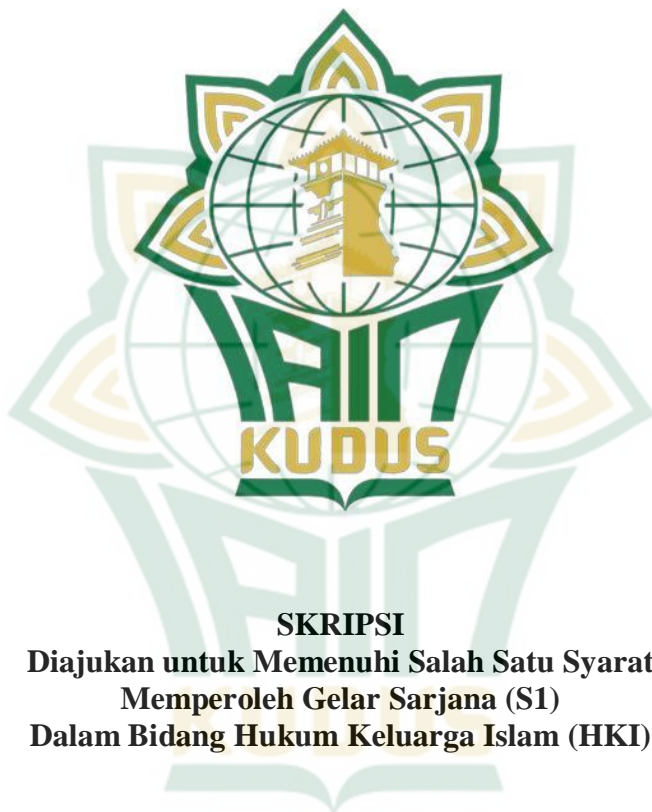 IAIN
KUDUS
SKRIPSI
Diajukan untuk Memenuhi Salah Satu Syarat
Memperoleh Gelar Sarjana (S1)
Dalam Bidang Hukum Keluarga Islam (HKI)